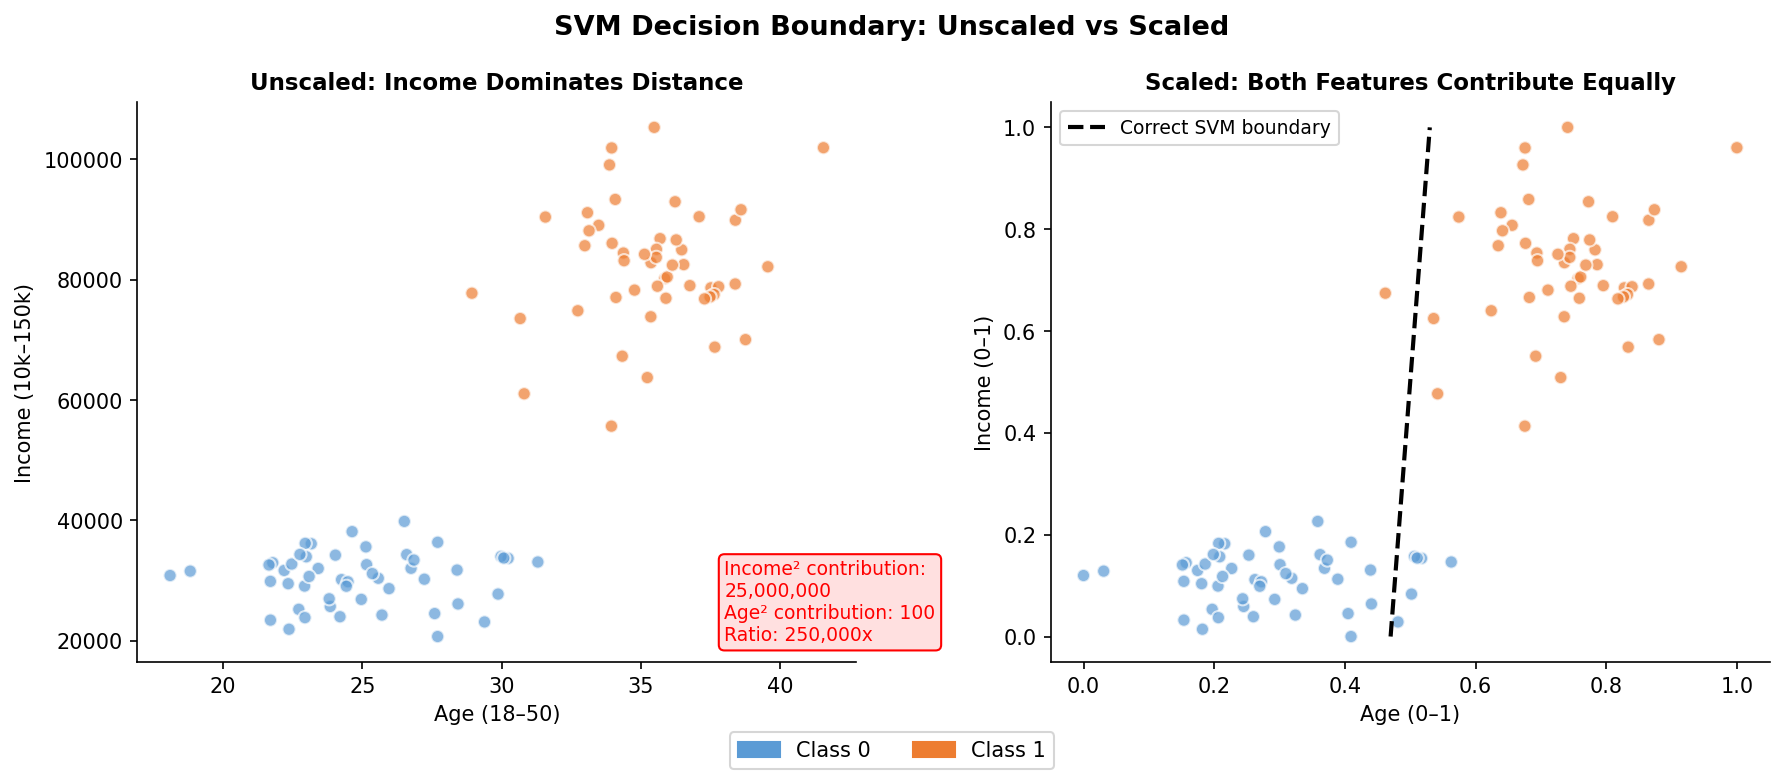 SVM Decision Boundary: Unscaled vs Scaled
Unscaled: Income Dominates Distance
Income (10k–150k)
100000
80000
60000
40000
20000
20
25
30
35
40
Age (18–50)
Income² contribution:
25,000,000
Age² contribution: 100
Ratio: 250,000x
Scaled: Both Features Contribute Equally
Correct SVM boundary
Income (0–1)
1.0
0.8
0.6
0.4
0.2
0.0
0.0
0.2
0.4
0.6
0.8
1.0
Age (0–1)
Class 0
Class 1